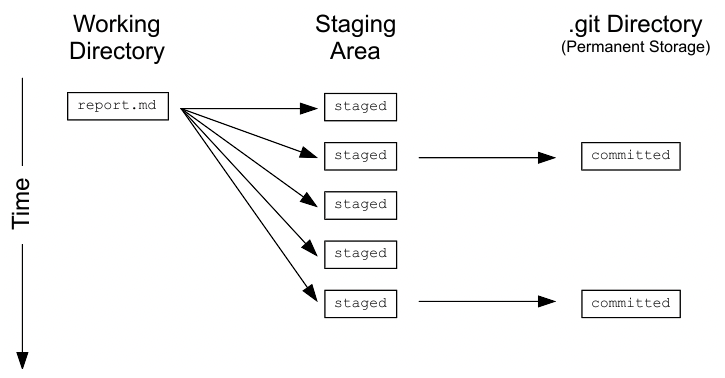 Working
Directory
Staging
Area
.git Directory
(Permanent Storage)
report.md
staged
staged
committed
staged
staged
staged
committed
Time